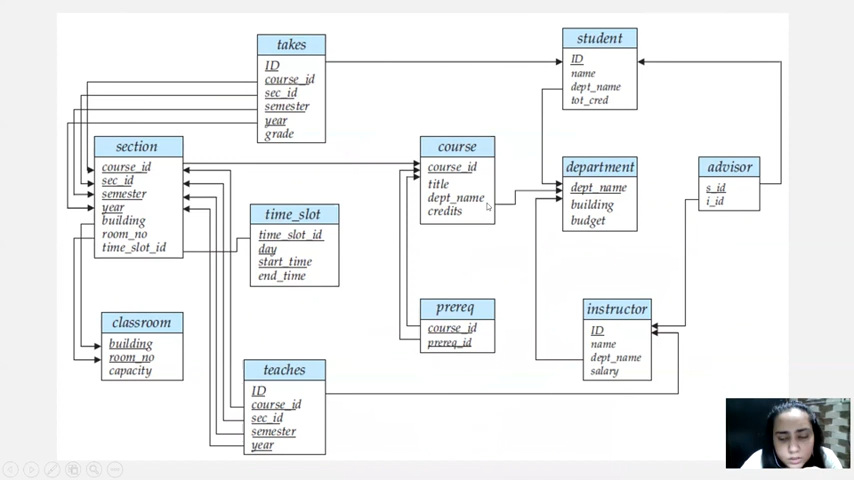 takes
ID
course_id
sec_id
semester
year
grade
student
ID
name
dept_name
tot_cred
section
course_id
sec_id
semester
year
building
room_no
time_slot_id
course
course_id
title
dept_name
credits
department
dept_name
building
budget
advisor
s_id
i_id
time_slot
time_slot_id
day
start_time
end_time
classroom
building
room_no
capacity
prereq
course_id
prereq_id
instructor
ID
name
dept_name
salary
teaches
ID
course_id
sec_id
semester
year